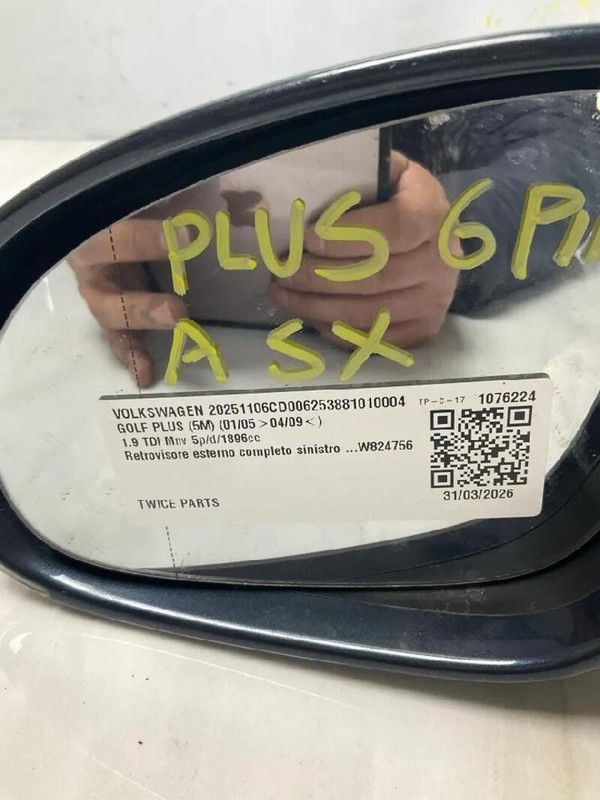 PLUS 6 PIN
A SX
VOLKSWAGEN 20251106CD006253881010004
TP-C-17 1076224
GOLF PLUS (5M) (01/05 >04/09< )
1.9 TDI Mnv 5p/d/1896cc
Retrovisore esterno completo sinistro ...W824756
31/03/2026
TWICE PARTS